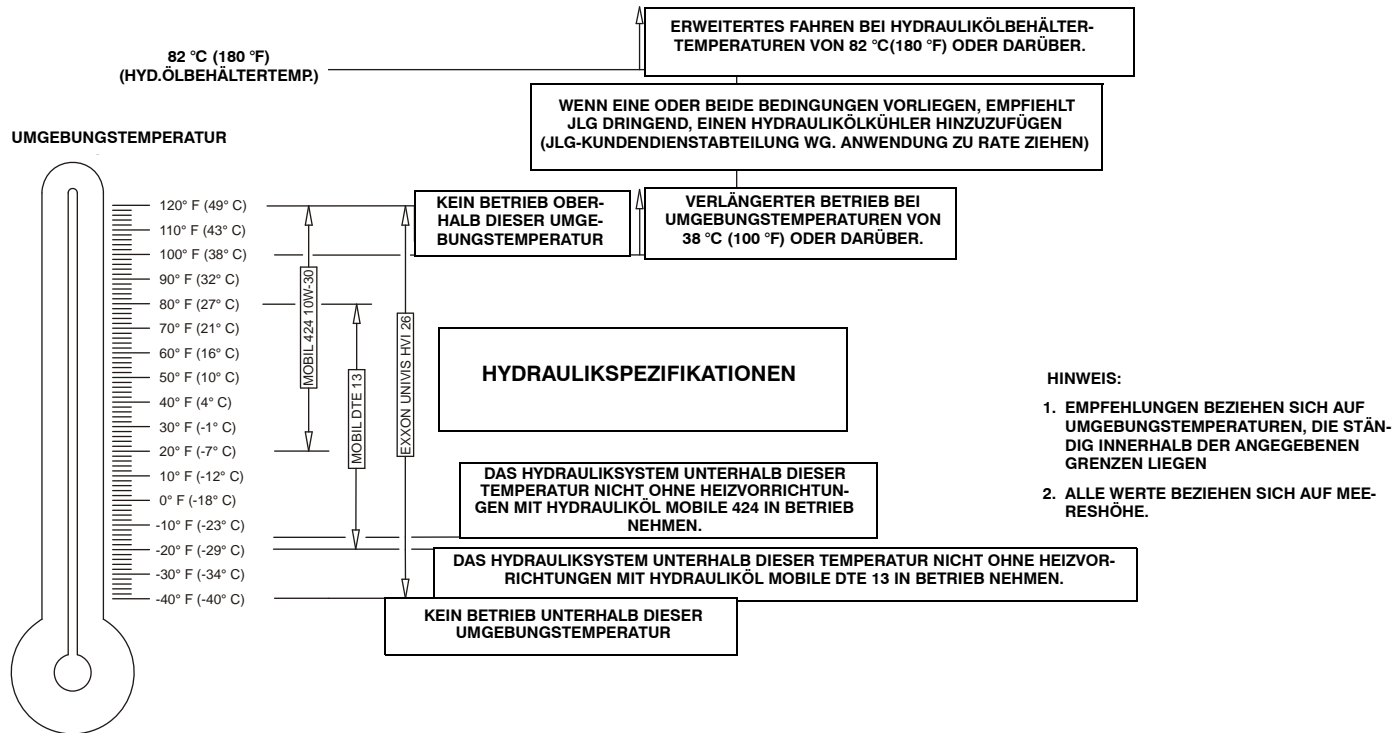 82 °C (180 °F)
(HYD.ÖLBEHÄLTERTEMP.)
ERWEITERTES FAHREN BEI HYDRAULIKÖLBEHÄLTER-
TEMPERATUREN VON 82 °C(180 °F) ODER DARÜBER.
WENN EINE ODER BEIDE BEDINGUNGEN VORLIEGEN, EMPFIEHLT
JLG DRINGEND, EINEN HYDRAULIKÖLKÜHLER HINZUZUFÜGEN
(JLG-KUNDENDIENSTABTEILUNG WG. ANWENDUNG ZU RATE ZIEHEN)
UMGEBUNGSTEMPERATUR
KEIN BETRIEB OBER-
HALB DIESER UMGE-
BUNGSTEMPERATUR
VERLÄNGERTER BETRIEB BEI
UMGEBUNGSTEMPERATUREN VON
38 °C (100 °F) ODER DARÜBER.
120° F (49° C)
110° F (43° C)
100° F (38° C)
90° F (32° C)
80° F (27° C)
70° F (21° C)
60° F (16° C)
50° F (10° C)
40° F (4° C)
30° F (-1° C)
20° F (-7° C)
10° F (-12° C)
0° F (-18° C)
-10° F (-23° C)
-20° F (-29° C)
-30° F (-34° C)
-40° F (-40° C)
MOBIL 424 10W-30
MOBIL DTE 13
EXXON UNIVIS HVI 26
HYDRAULIKSPEZIFIKATIONEN
DAS HYDRAULIKSYSTEM UNTERHALB DIESER
TEMPERATUR NICHT OHNE HEIZVORRICHTUN-
GEN MIT HYDRAULIKÖL MOBILE 424 IN BETRIEB
NEHMEN.
DAS HYDRAULIKSYSTEM UNTERHALB DIESER TEMPERATUR NICHT OHNE HEIZVOR-
RICHTUNGEN MIT HYDRAULIKÖL MOBILE DTE 13 IN BETRIEB NEHMEN.
KEIN BETRIEB UNTERHALB DIESER
UMGEBUNGSTEMPERATUR
HINWEIS:
1. EMPFEHLUNGEN BEZIEHEN SICH AUF
UMGEBUNGSTEMPERATUREN, DIE STÄN-
DIG INNERHALB DER ANGEGEBENEN
GRENZEN LIEGEN
2. ALLE WERTE BEZIEHEN SICH AUF MEE-
RESHÖHE.